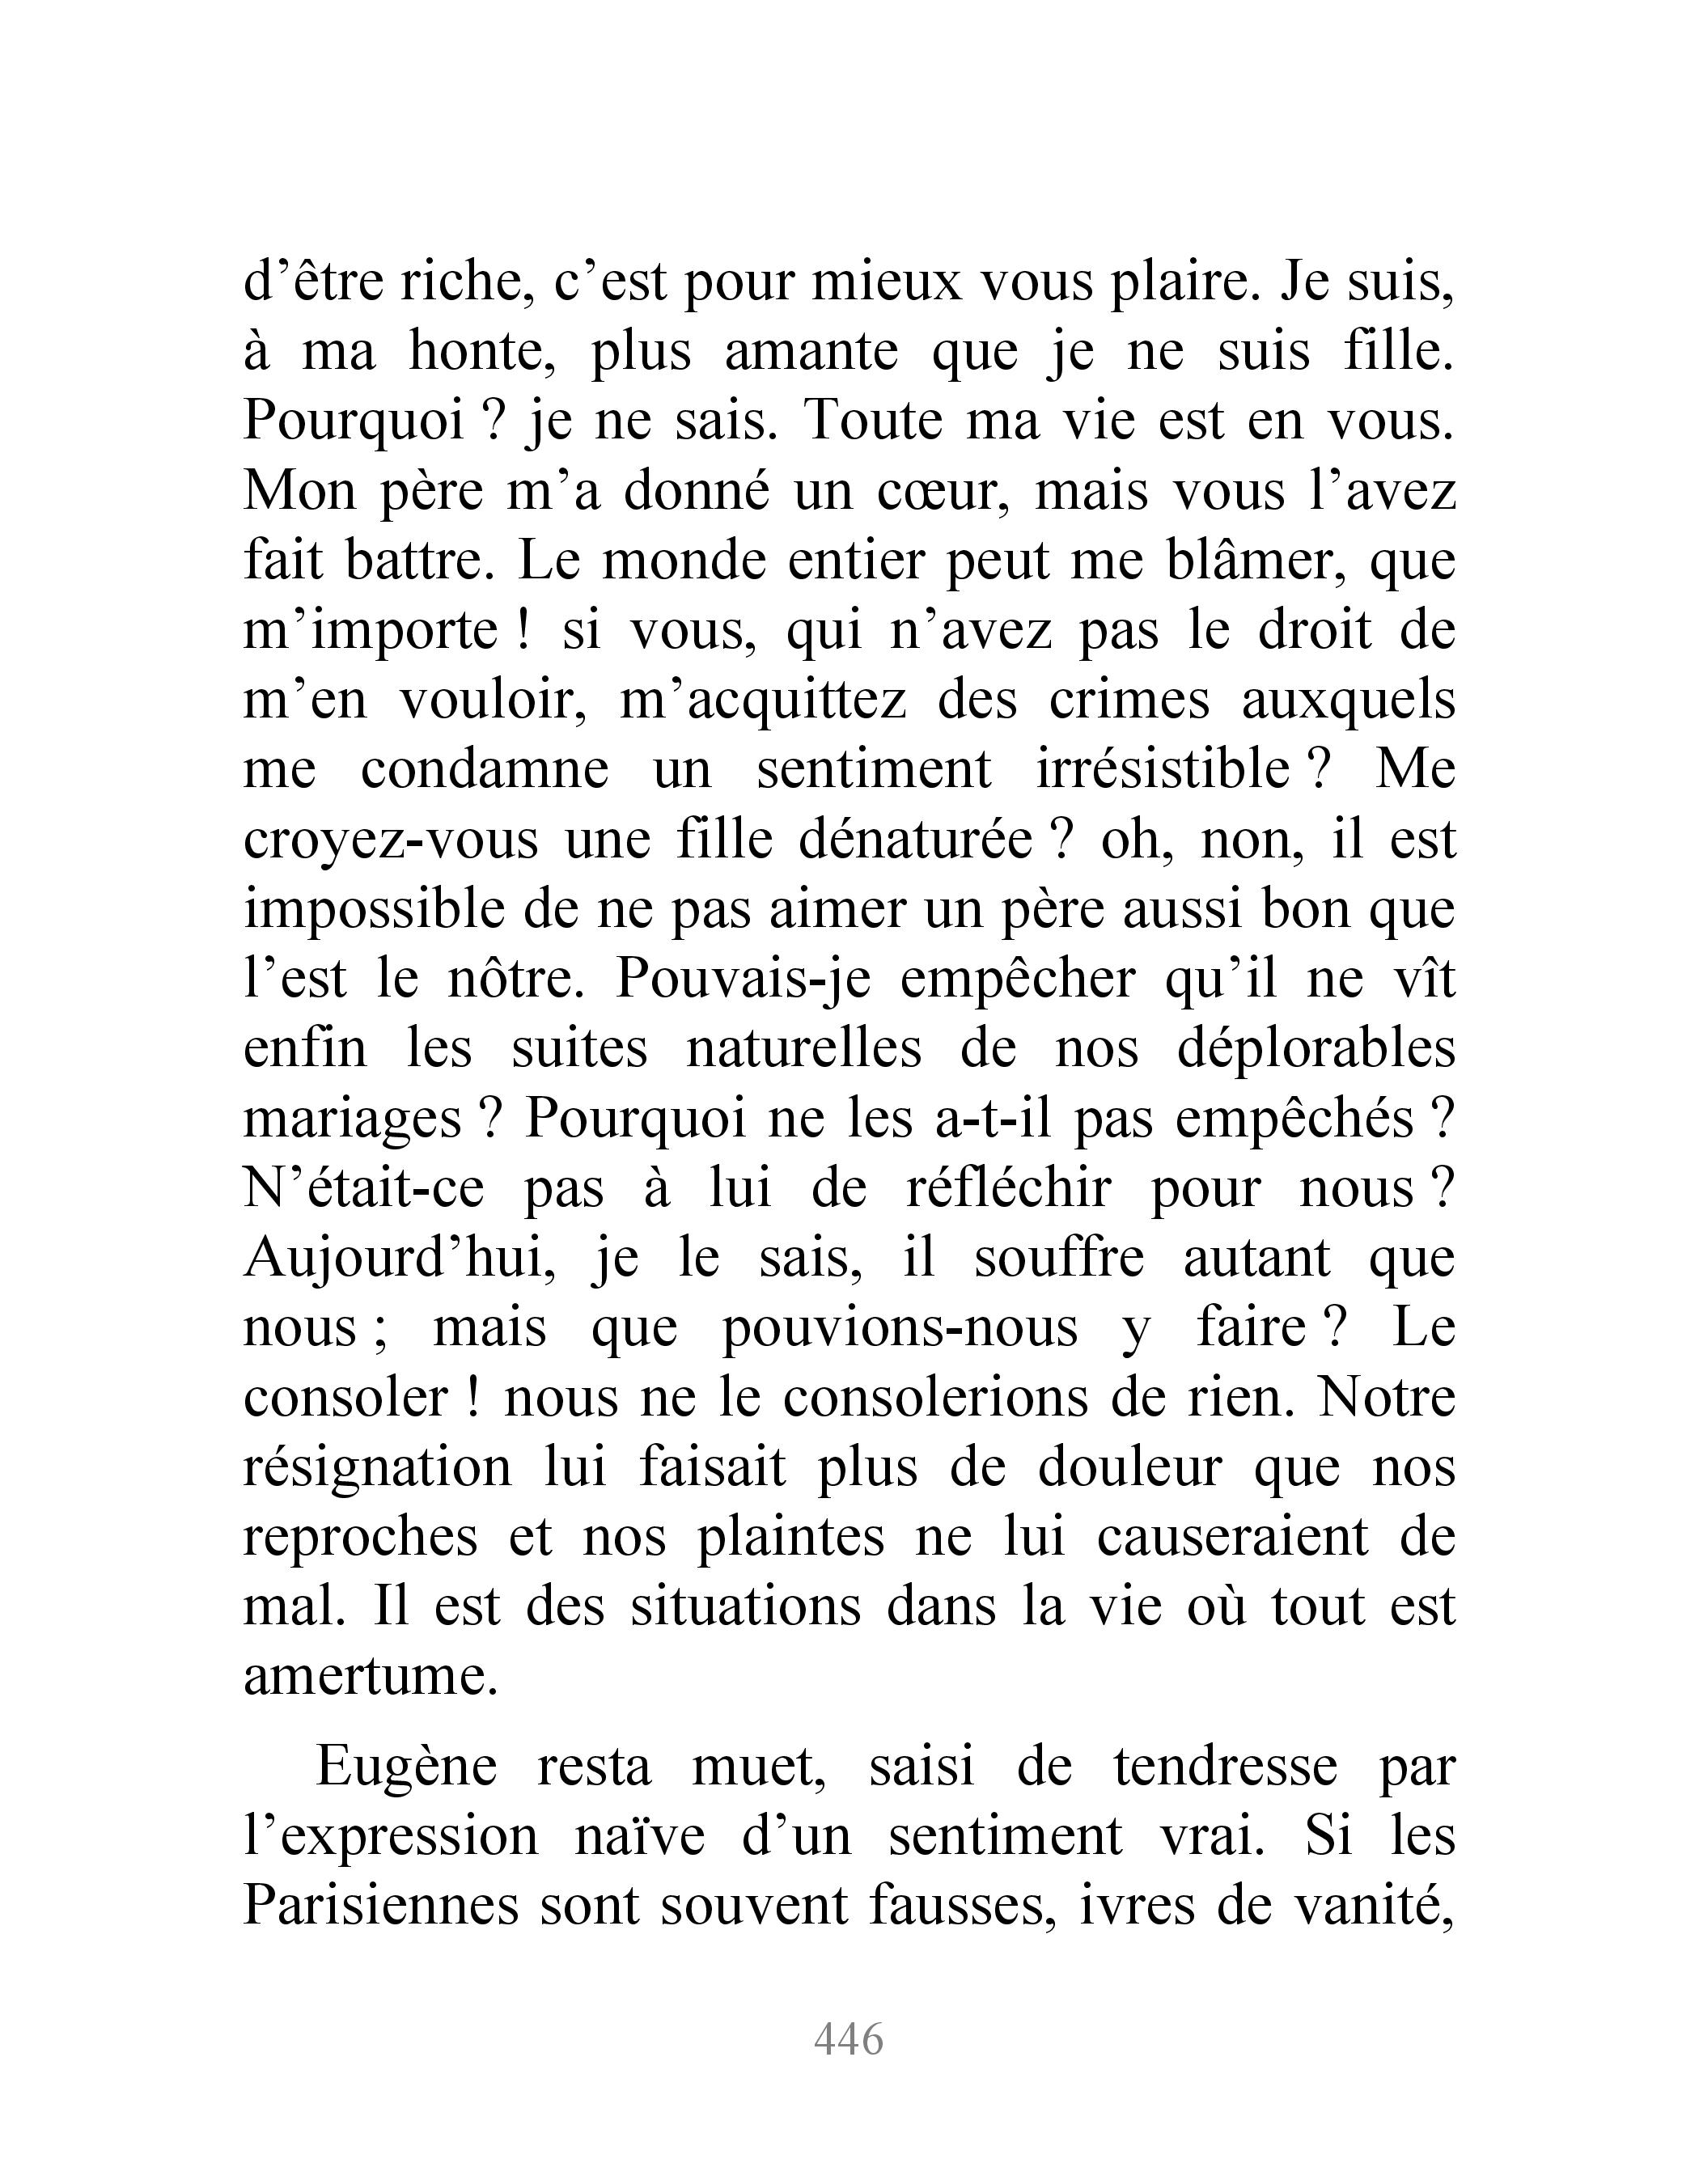 d’être riche, c’est pour mieux vous plaire. Je suis,
à ma honte, plus amante que je ne suis fille.
Pourquoi ? je ne sais. Toute ma vie est en vous.
Mon père m’a donné un cœur, mais vous l’avez
fait battre. Le monde entier peut me blâmer, que
m’importe ! si vous, qui n’avez pas le droit de
m’en vouloir, m’acquittez des crimes auxquels
me condamne un sentiment irrésistible ? Me
croyez-vous une fille dénaturée ? oh, non, il est
impossible de ne pas aimer un père aussi bon que
l’est le nôtre. Pouvais-je empêcher qu’il ne vît
enfin les suites naturelles de nos déplorables
mariages ? Pourquoi ne les a-t-il pas empêchés ?
N’était-ce pas à lui de réfléchir pour nous ?
Aujourd’hui, je le sais, il souffre autant que
nous ; mais que pouvions-nous y faire ? Le
consoler ! nous ne le consolerions de rien. Notre
résignation lui faisait plus de douleur que nos
reproches et nos plaintes ne lui causeraient de
mal. Il est des situations dans la vie où tout est
amertume.
Eugène resta muet, saisi de tendresse par
l’expression naïve d’un sentiment vrai. Si les
Parisiennes sont souvent fausses, ivres de vanité,
446